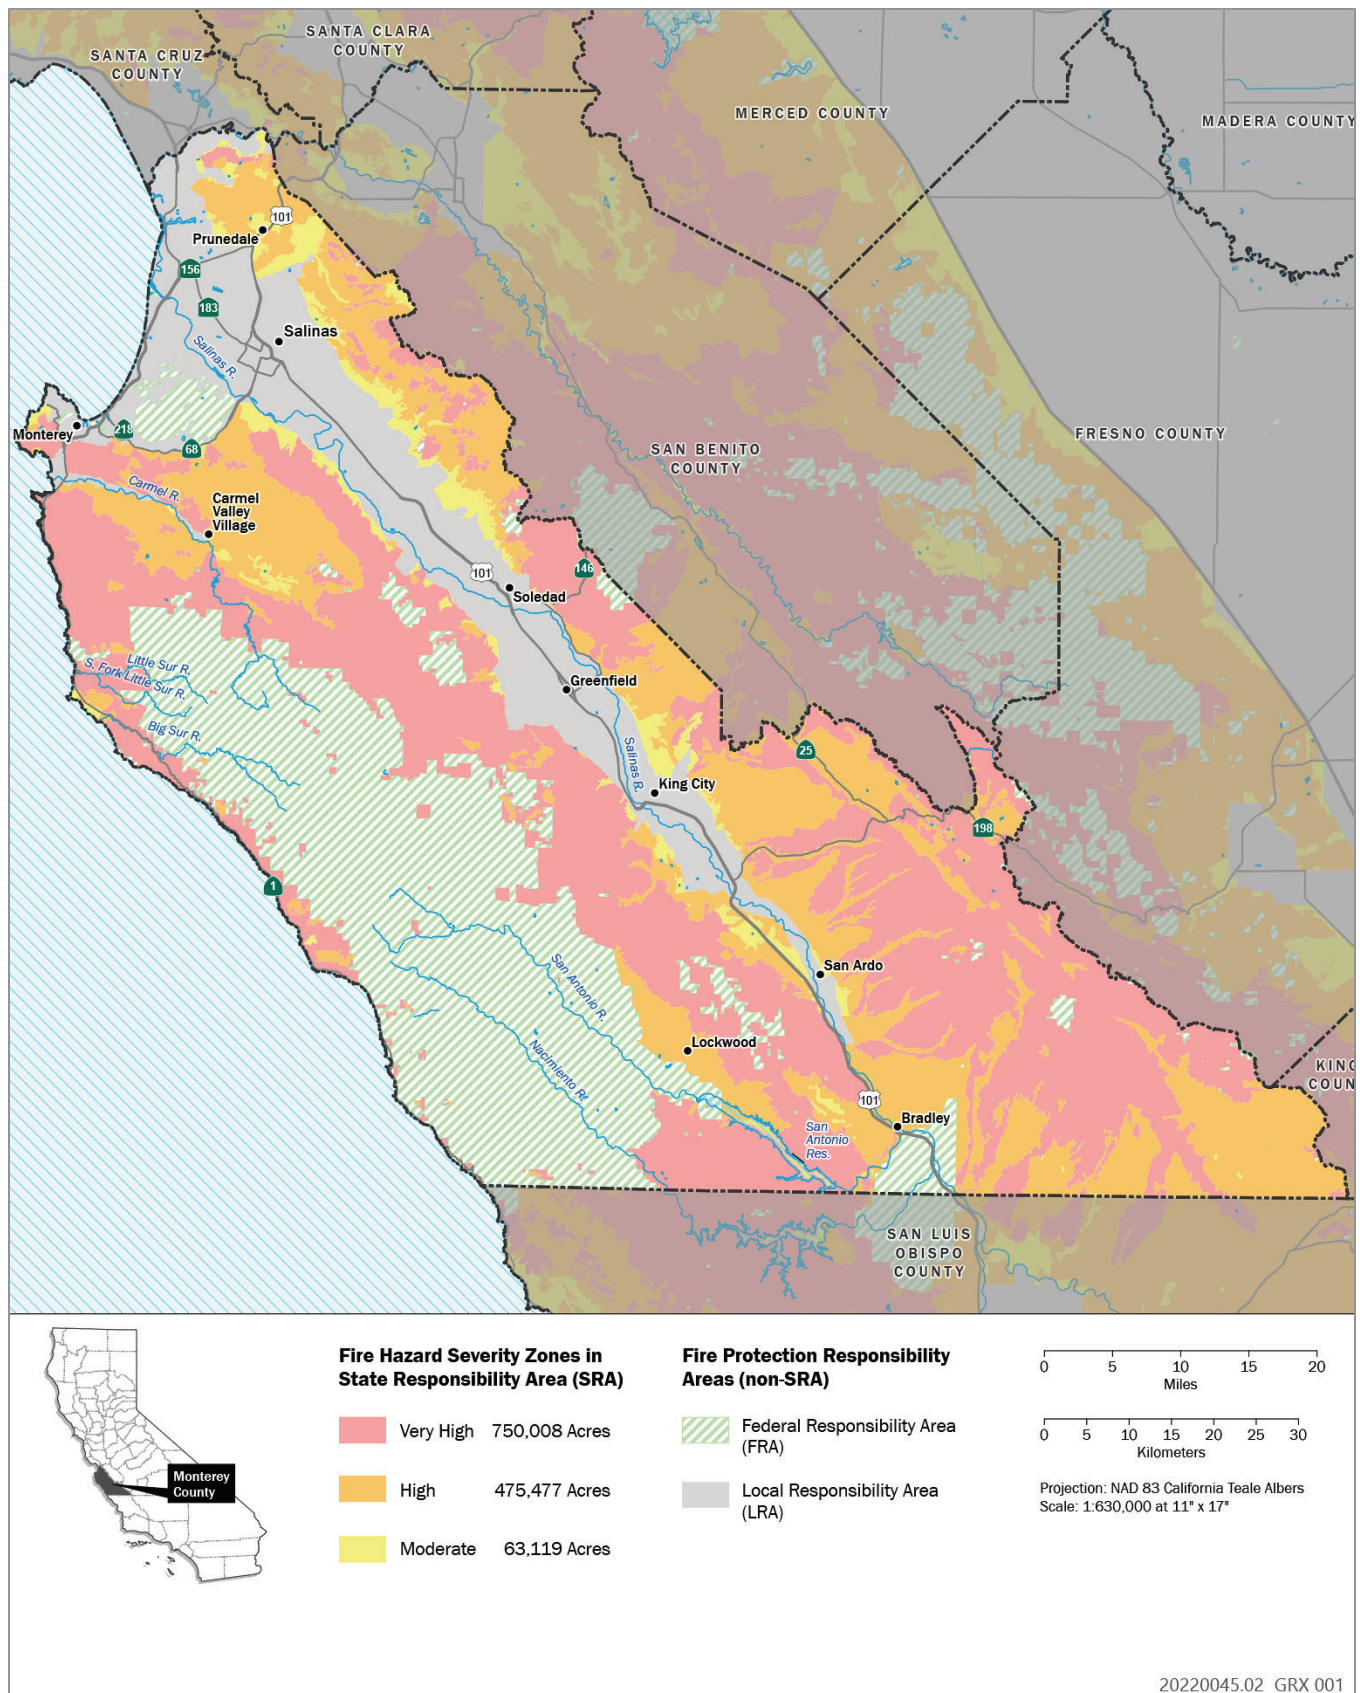 SANTA CRUZ
COUNTY
SANTA CLARA
COUNTY
MERCED COUNTY
MADERA COUNTY
101
Prunedale
156
183
Salinas
Salinas R.
Monterey
218
68
SAN BENITO
COUNTY
FRESNO COUNTY
Carmel R.
Carmel
Valley
Village
101
146
Soledad
Little Sur R.
S. Fork Little Sur R.
Big Sur R.
Greenfield
Salinas R.
25
King City
198
1
San Antonio R.
San Ardo
Nacimiento R.
Lockwood
KING
COUN
101
Bradley
San
Antonio
Res.
SAN LUIS
OBISPO
COUNTY
Monterey
County
Fire Hazard Severity Zones in
State Responsibility Area (SRA)
Very High 750,008 Acres
High 475,477 Acres
Moderate 63,119 Acres
Fire Protection Responsibility
Areas (non-SRA)
Federal Responsibility Area
(FRA)
Local Responsibility Area
(LRA)
0 5 10 15 20
Miles
0 5 10 15 20 25 30
Kilometers
Projection: NAD 83 California Teale Albers
Scale: 1:630,000 at 11" x 17"
20220045.02 GRX 001